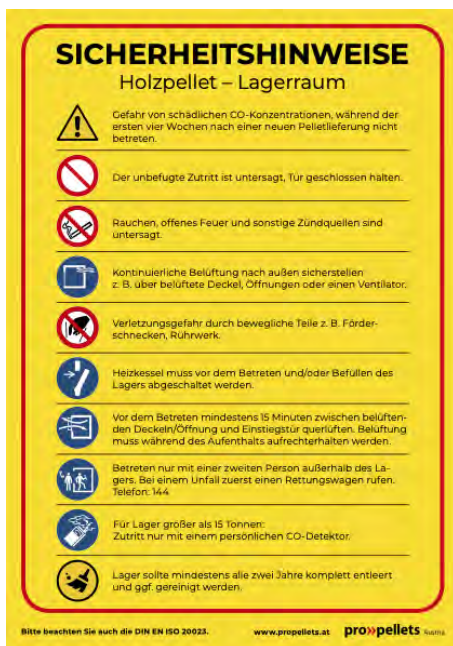 SICHERHEITSHINWEISE
Holzpellet – Lagerraum
Gefahr von schädlichen CO-Konzentrationen, während der
ersten vier Wochen nach einer neuen Pelletlieferung nicht
betreten.
Der unbefugte Zutritt ist untersagt, Tür geschlossen halten.
Rauchen, offenes Feuer und sonstige Zündquellen sind
untersagt.
Kontinuierliche Belüftung nach außen sicherstellen
z. B. über belüftete Deckel, Öffnungen oder einen Ventilator.
Verletzungsgefahr durch bewegliche Teile z. B. Förder-
schnecken, Rührwerk.
Heizkessel muss vor dem Betreten und/oder Befüllen des
Lagers abgeschaltet werden.
Vor dem Betreten mindestens 15 Minuten zwischen belüften-
den Deckeln/Öffnung und Einstiegstür querlüften. Belüftung
muss während des Aufenthalts aufrechterhalten werden.
Betreten nur mit einer zweiten Person außerhalb des La-
gers. Bei einem Unfall zuerst einen Rettungswagen rufen.
Telefon: 144
Für Lager größer als 15 Tonnen:
Zutritt nur mit einem persönlichen CO-Detektor.
Lager sollte mindestens alle zwei Jahre komplett entleert
und ggf. gereinigt werden.
Bitte beachten Sie auch die DIN EN ISO 20023. www.propellets.at pro»pellets Austria